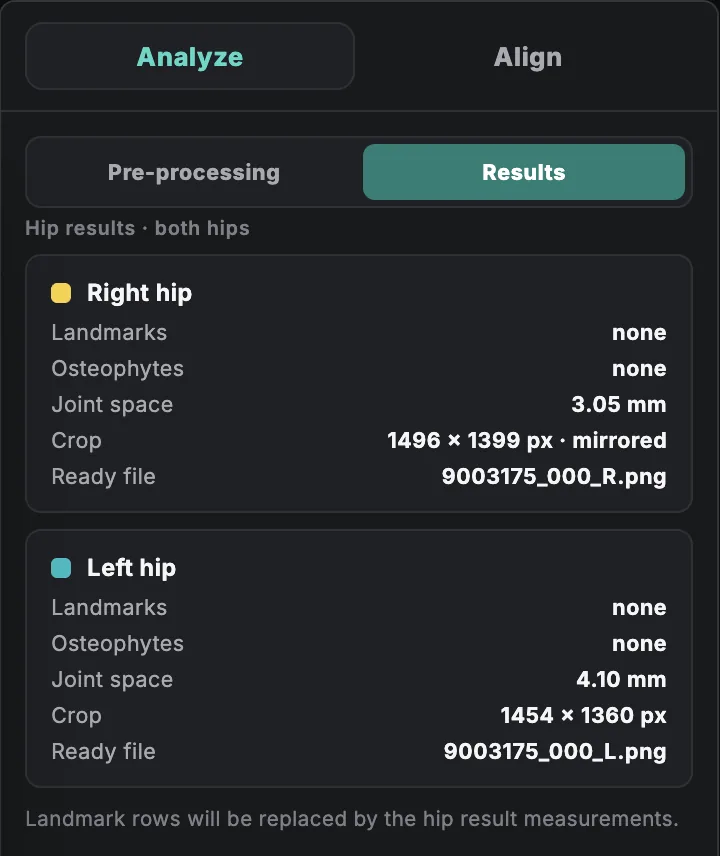 Analyze Align
Pre-processing Results
Hip results · both hips
Right hip
Landmarks none
Osteophytes none
Joint space 3.05 mm
Crop 1496 × 1399 px · mirrored
Ready file 9003175_000_R.png
Left hip
Landmarks none
Osteophytes none
Joint space 4.10 mm
Crop 1454 × 1360 px
Ready file 9003175_000_L.png
Landmark rows will be replaced by the hip result measurements.